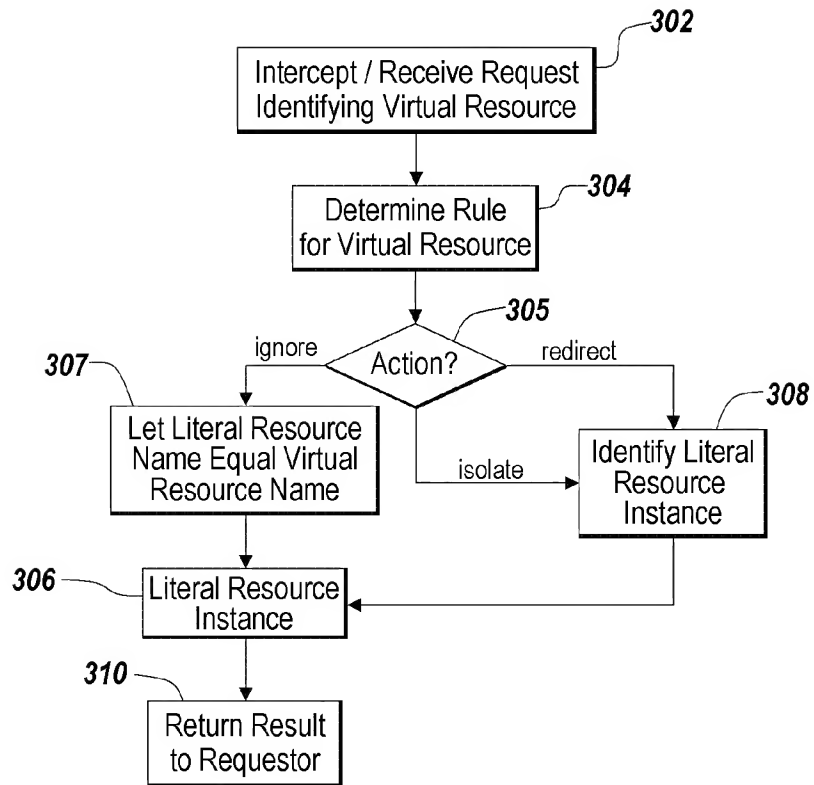 302
Intercept / Receive Request
Identifying Virtual Resource
304
Determine Rule
for Virtual Resource
305
ignore
Action?
redirect
307
308
Let Literal Resource
Name Equal Virtual
Resource Name
isolate
Identify Literal
Resource
Instance
306
Literal Resource
Instance
310
Return Result
to Requestor